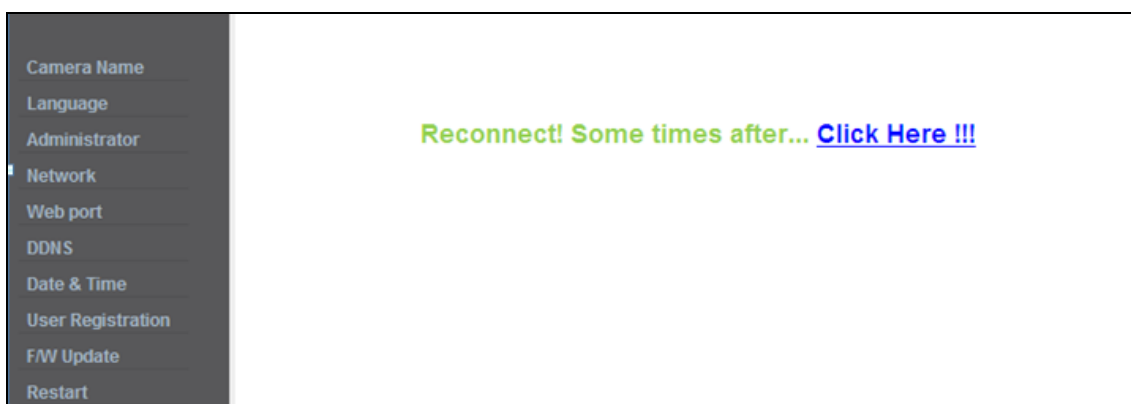 Camera Name
Language
Administrator
Reconnect! Some times after... Click Here !!!
Network
Web port
DDNS
Date & Time
User Registration
F/W Update
Restart